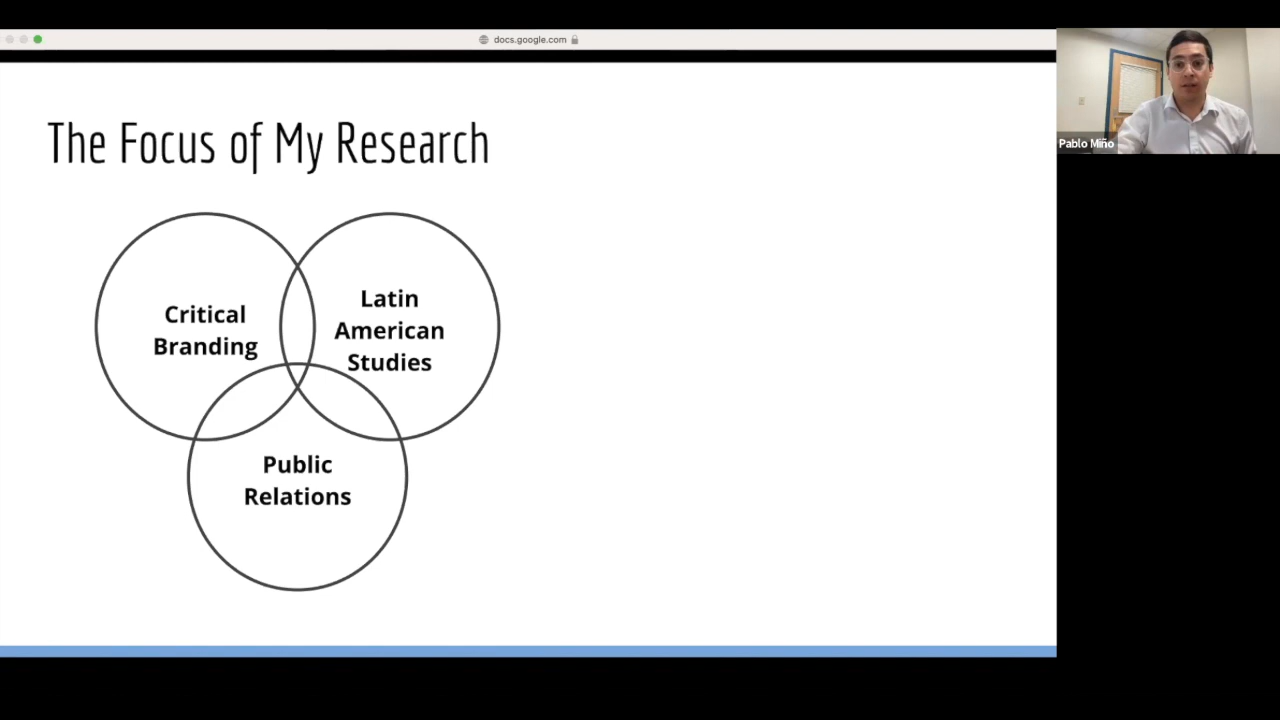 docs.google.com
The Focus of My Research
Critical
Branding
Latin
American
Studies
Public
Relations
Pablo Miño